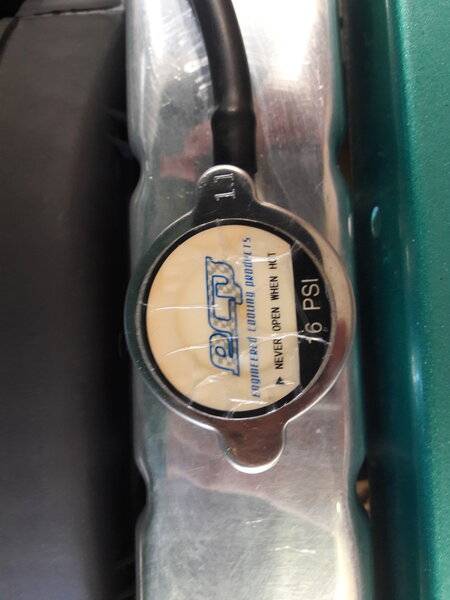 1.1
ecp
ENGINEERED COOLING PRODUCTS
NEVER OPEN WHEN HOT
16 PSI